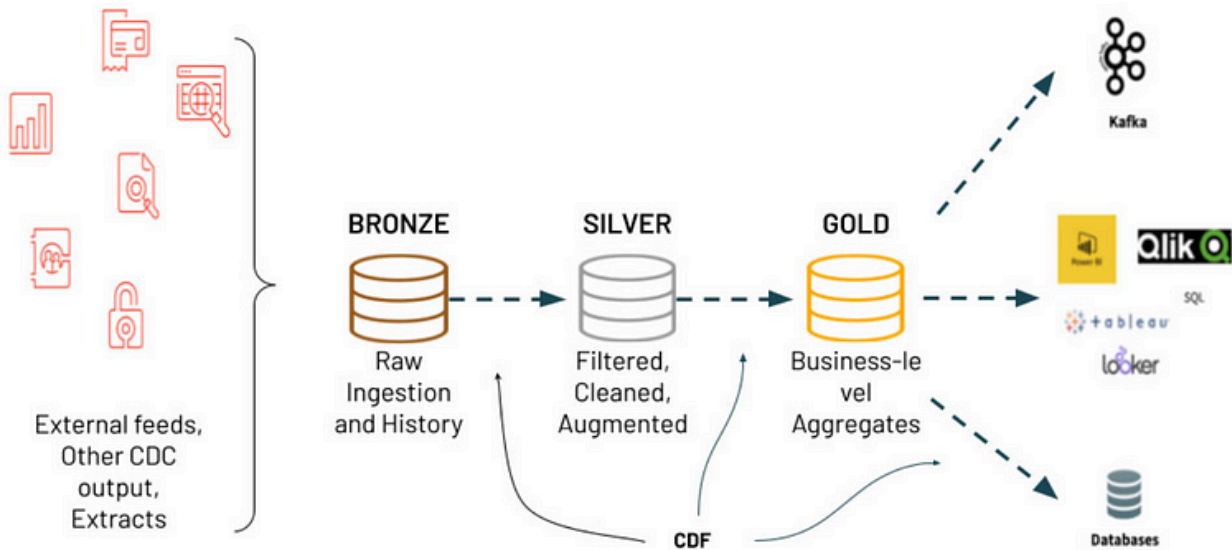 External feeds,
Other CDC
output,
Extracts
BRONZE
Raw
Ingestion
and History
SILVER
Filtered,
Cleaned,
Augmented
GOLD
Business-le
vel
Aggregates
CDF
Kafka
Power BI
Qlik
SQL
+ableau
looker
Databases